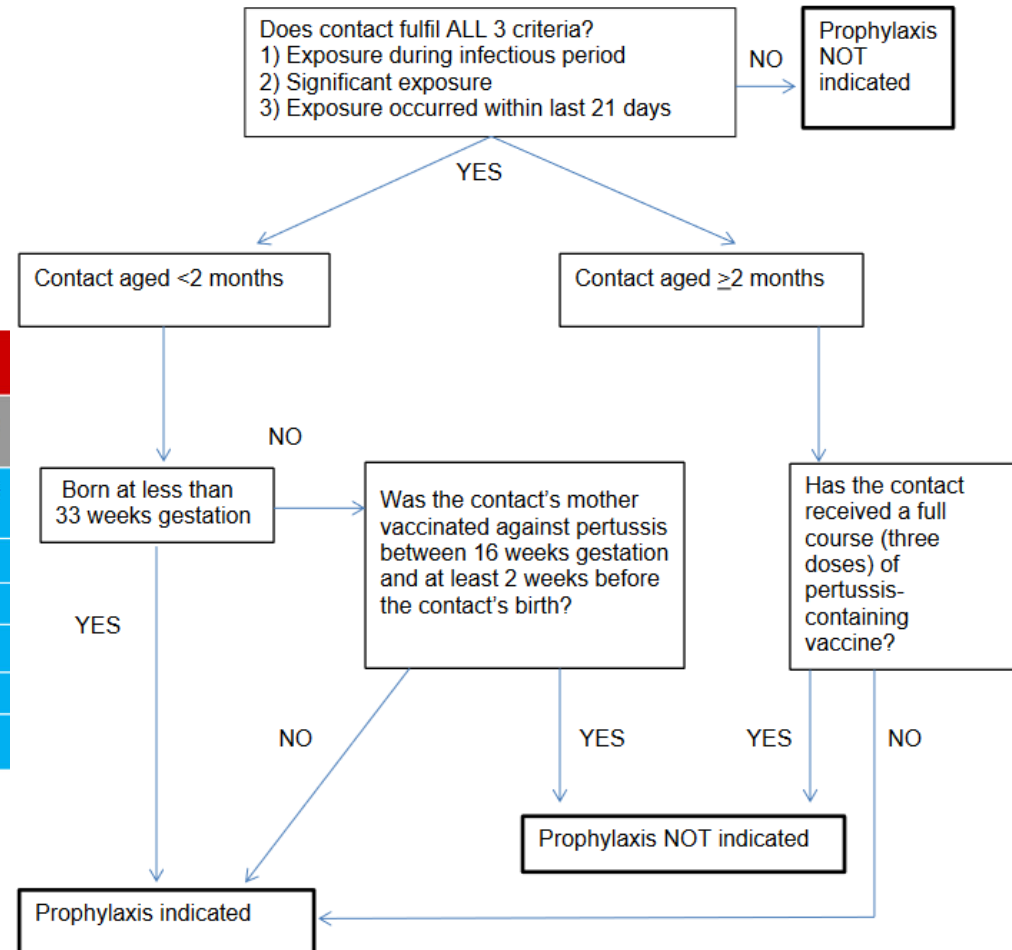 Does contact fulfil ALL 3 criteria?
1) Exposure during infectious period
2) Significant exposure
3) Exposure occurred within last 21 days
NO
Prophylaxis
NOT
indicated
YES
Contact aged <2 months
Contact aged ≥2 months
NO
Born at less than
33 weeks gestation
Was the contact's mother
vaccinated against pertussis
between 16 weeks gestation
and at least 2 weeks before
the contact's birth?
Has the contact
received a full
course (three
doses) of
pertussis-
containing
vaccine?
YES
NO
YES
YES
NO
Prophylaxis NOT indicated
Prophylaxis indicated